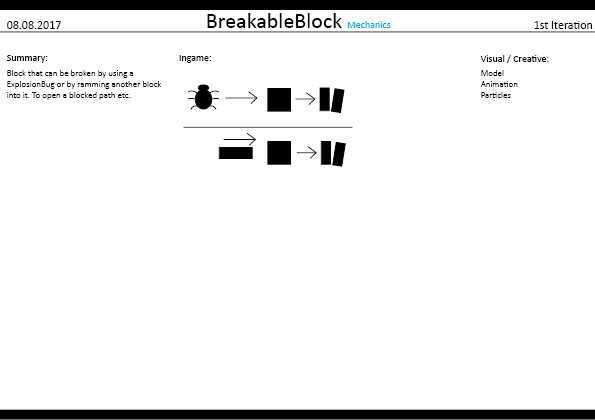 08.08.2017
BreakableBlock Mechanics
1st Iteration
Summary:
Block that can be broken by using a
ExplosionBug or by ramming another block
into it. To open a blocked path etc.
Ingame:
Visual / Creative:
Model
Animation
Particles